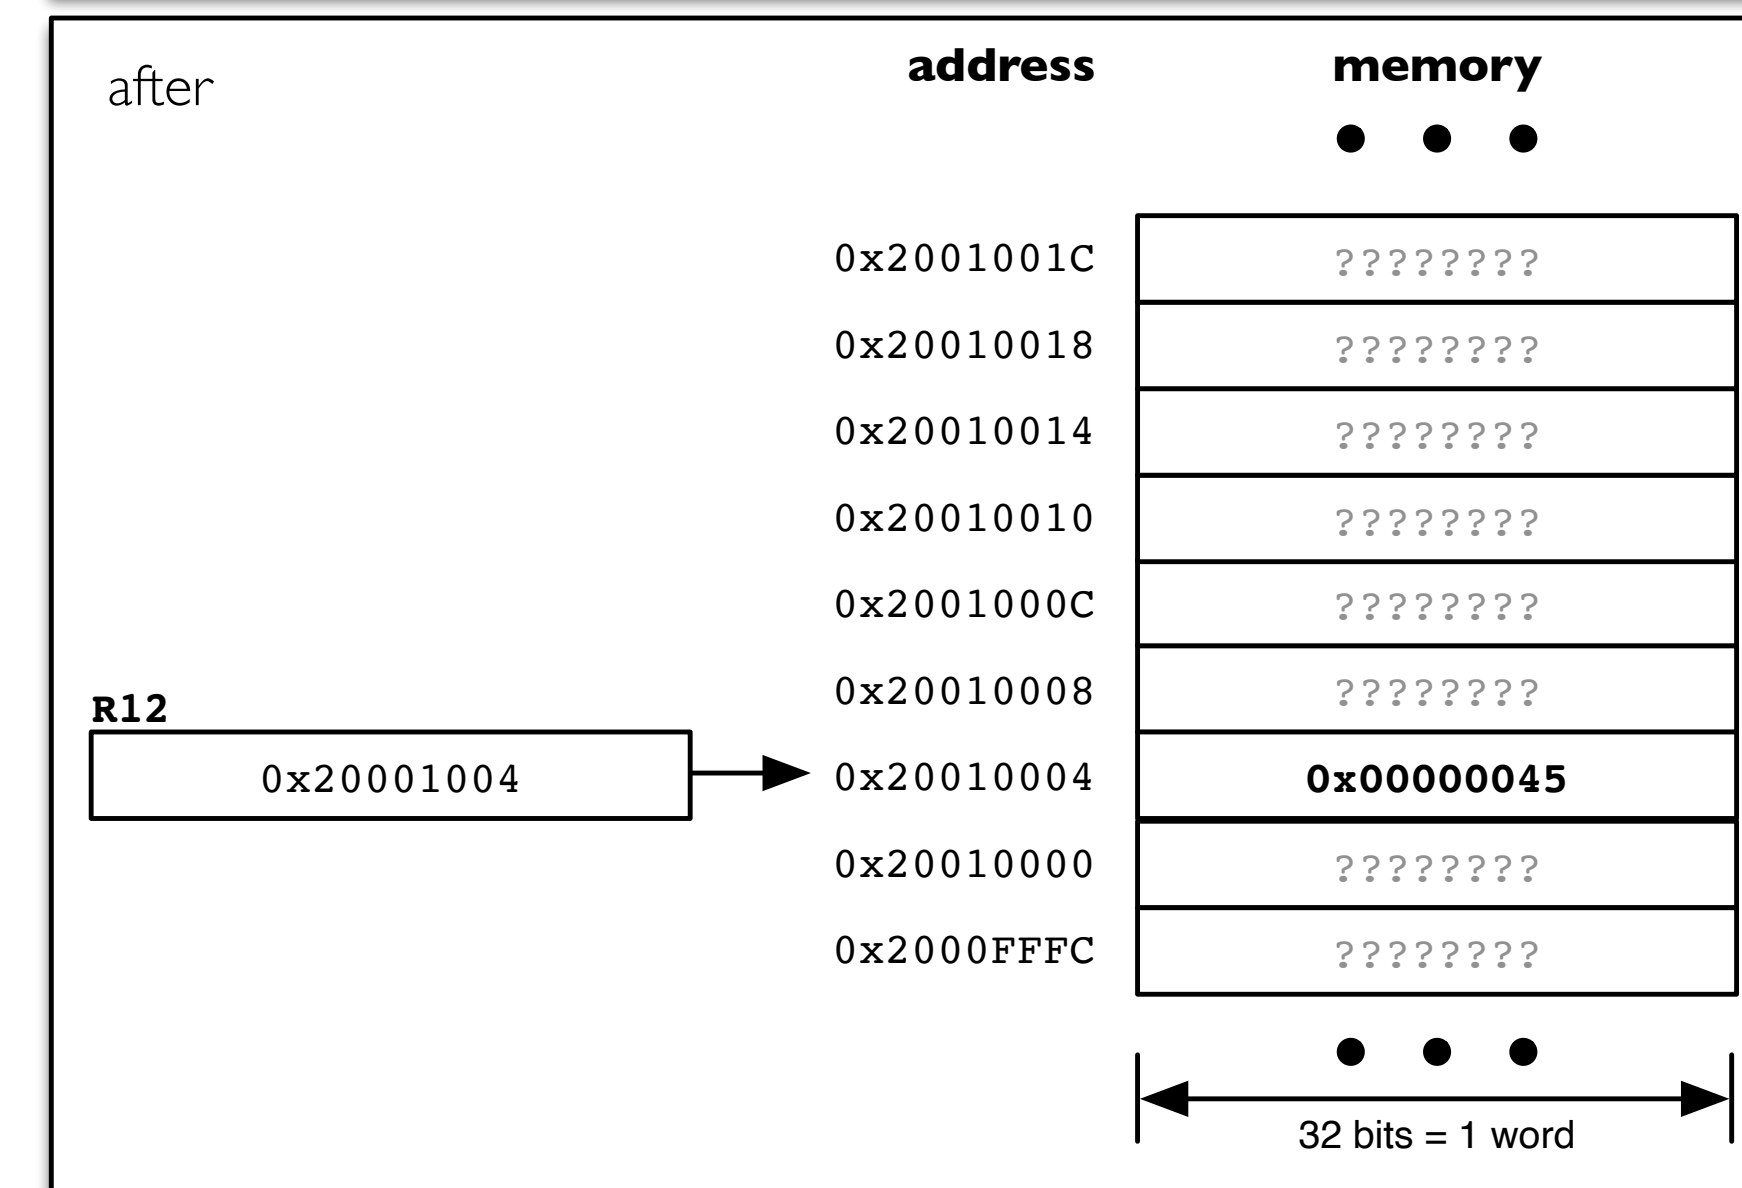 after
address memory
0x2001001C ????????
0x20010018 ????????
0x20010014 ????????
0x20010010 ????????
0x2001000C ????????
R12
0x20010008 ????????
0x20001004 0x20010004 0x00000045
0x20010000 ????????
0x2000FFFC ????????
32 bits = 1 word